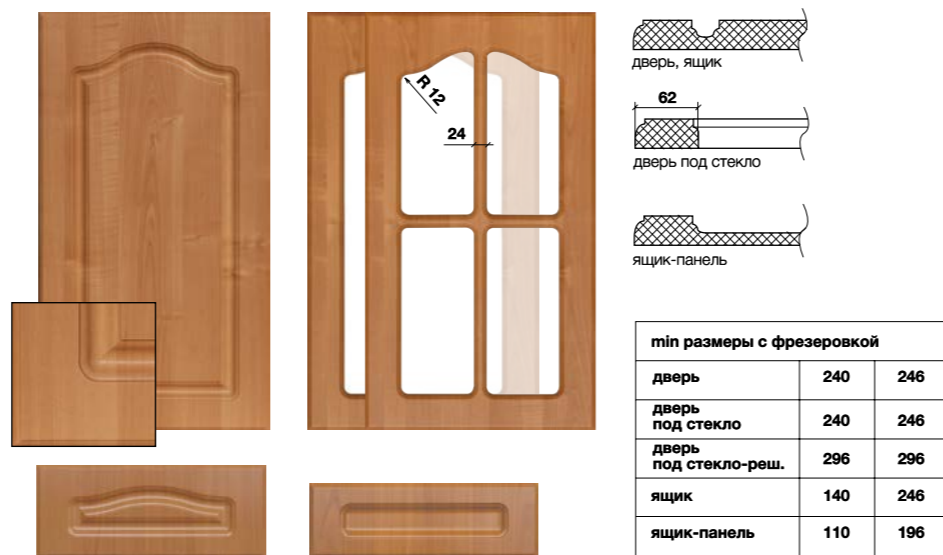 R 12
24
дверь, ящик
62
дверь под стекло
ящик-панель
min размеры с фрезеровкой
дверь 240 246
дверь
под стекло 240 246
дверь
под стекло-реш. 296 296
ящик 140 246
ящик-панель 110 196